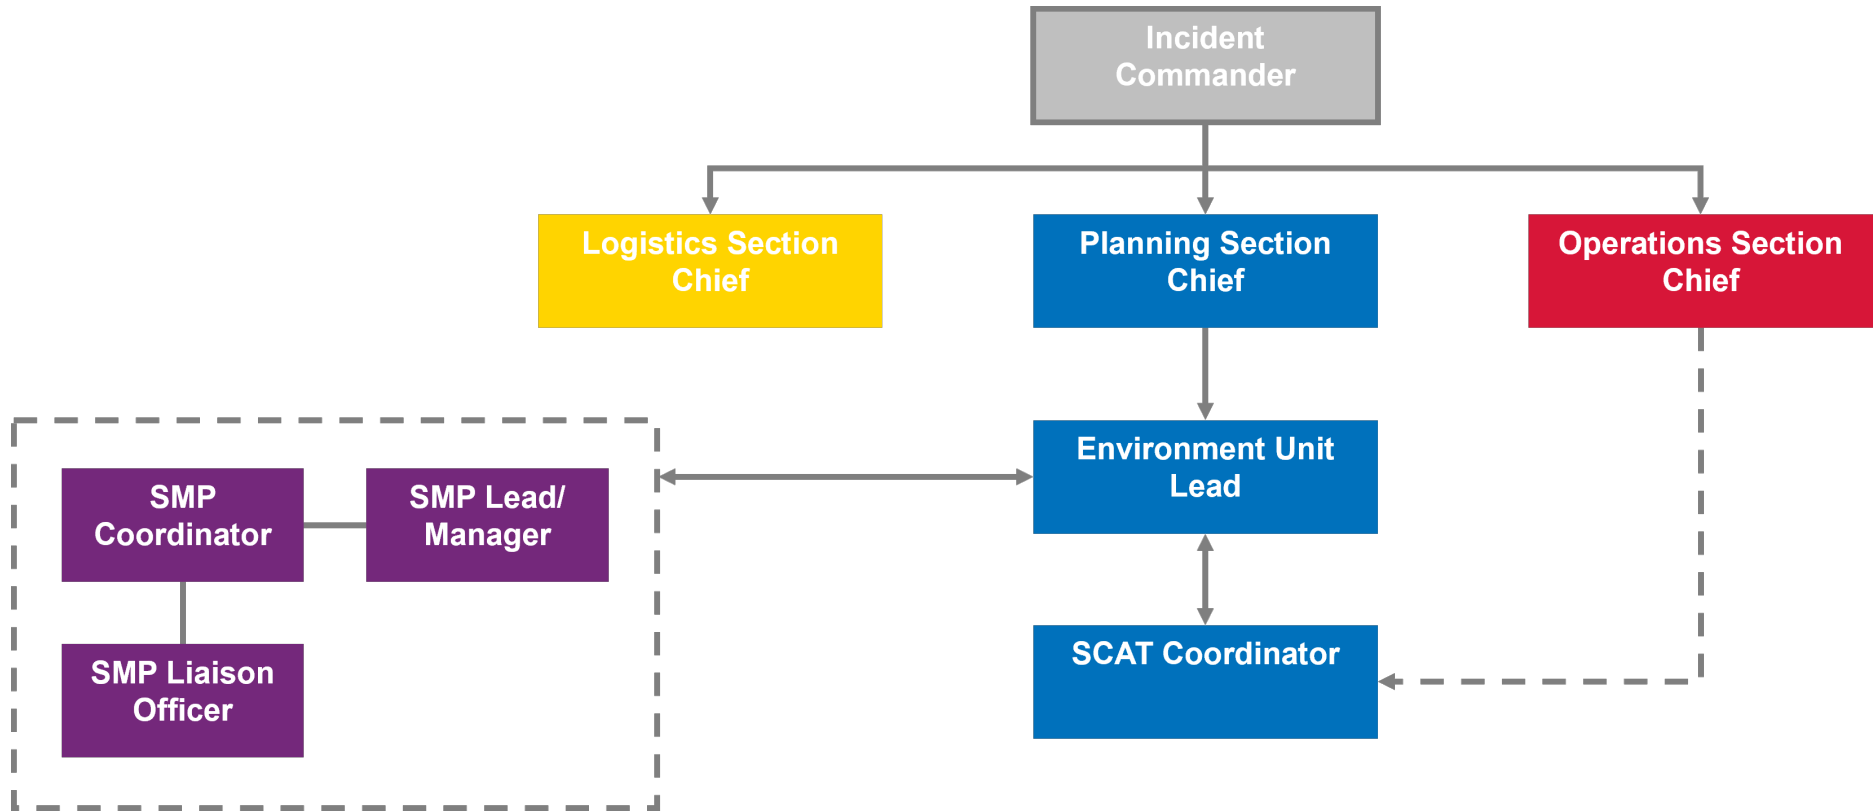 Incident
Commander
Logistics Section
Chief
Planning Section
Chief
Operations Section
Chief
Environment Unit
Lead
SMP
Coordinator
SMP Lead/
Manager
SMP Liaison
Officer
SCAT Coordinator